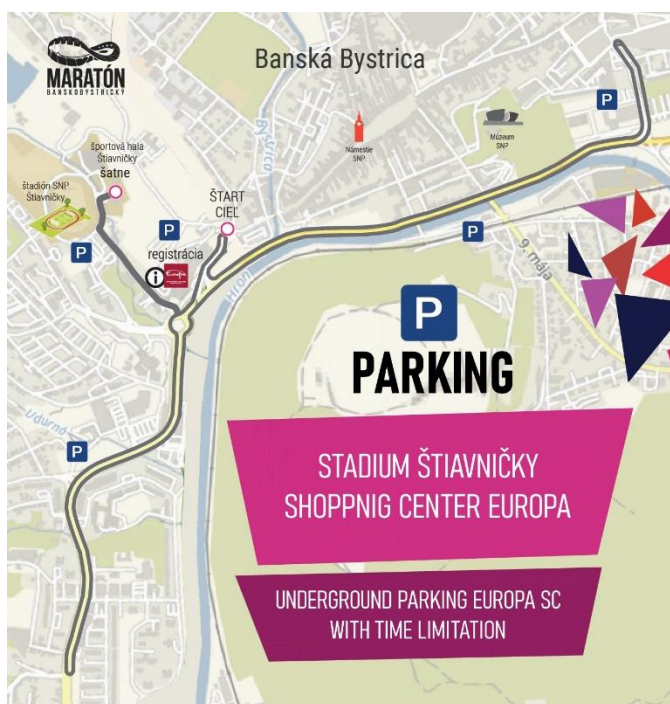 MARATÓN
BANSKOBYSTRICKÝ
Banská Bystrica
Bystrica
P
Múzeum
SNP
Námestie
SNP
športová hala
Štiavničky
šatne
štadión SNP
Štiavničky
P
ŠTART
CIEĽ
P
registrácia
i
Európa
Hron
P
9. mája
P
PARKING
Udurná
P
STADIUM ŠTIAVNIČKY
SHOPPNIG CENTER EUROPA
UNDERGROUND PARKING EUROPA SC
WITH TIME LIMITATION